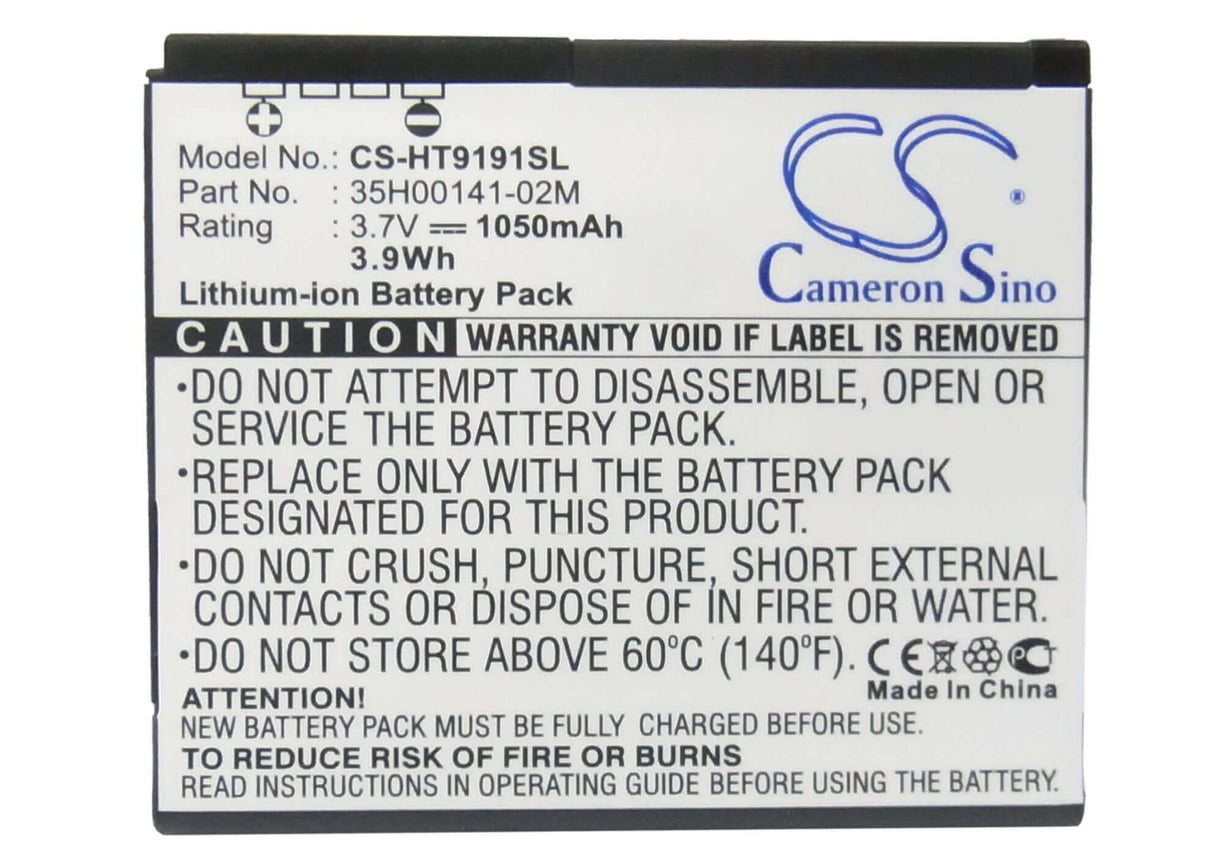 Model No.: CS-HT9191SL
Part No. : 35H00141-02M
Rating : 3.7V 1050mAh
3.9Wh
Lithium-ion Battery Pack
CS
®
Cameron Sino
CAUTION WARRANTY VOID IF LABEL IS REMOVED
•DO NOT ATTEMPT TO DISASSEMBLE, OPEN OR
SERVICE THE BATTERY PACK.
•REPLACE ONLY WITH THE BATTERY PACK
DESIGNATED FOR THIS PRODUCT.
•DO NOT CRUSH, PUNCTURE, SHORT EXTERNAL
CONTACTS OR DISPOSE OF IN FIRE OR WATER.
•DO NOT STORE ABOVE 60°C (140°F). CE PCT
Made In China
ATTENTION!
NEW BATTERY PACK MUST BE FULLY CHARGED BEFORE USE.
TO REDUCE RISK OF FIRE OR BURNS
READ INSTRUCTIONS IN OPERATING GUIDE BEFORE USING THE BATTERY.